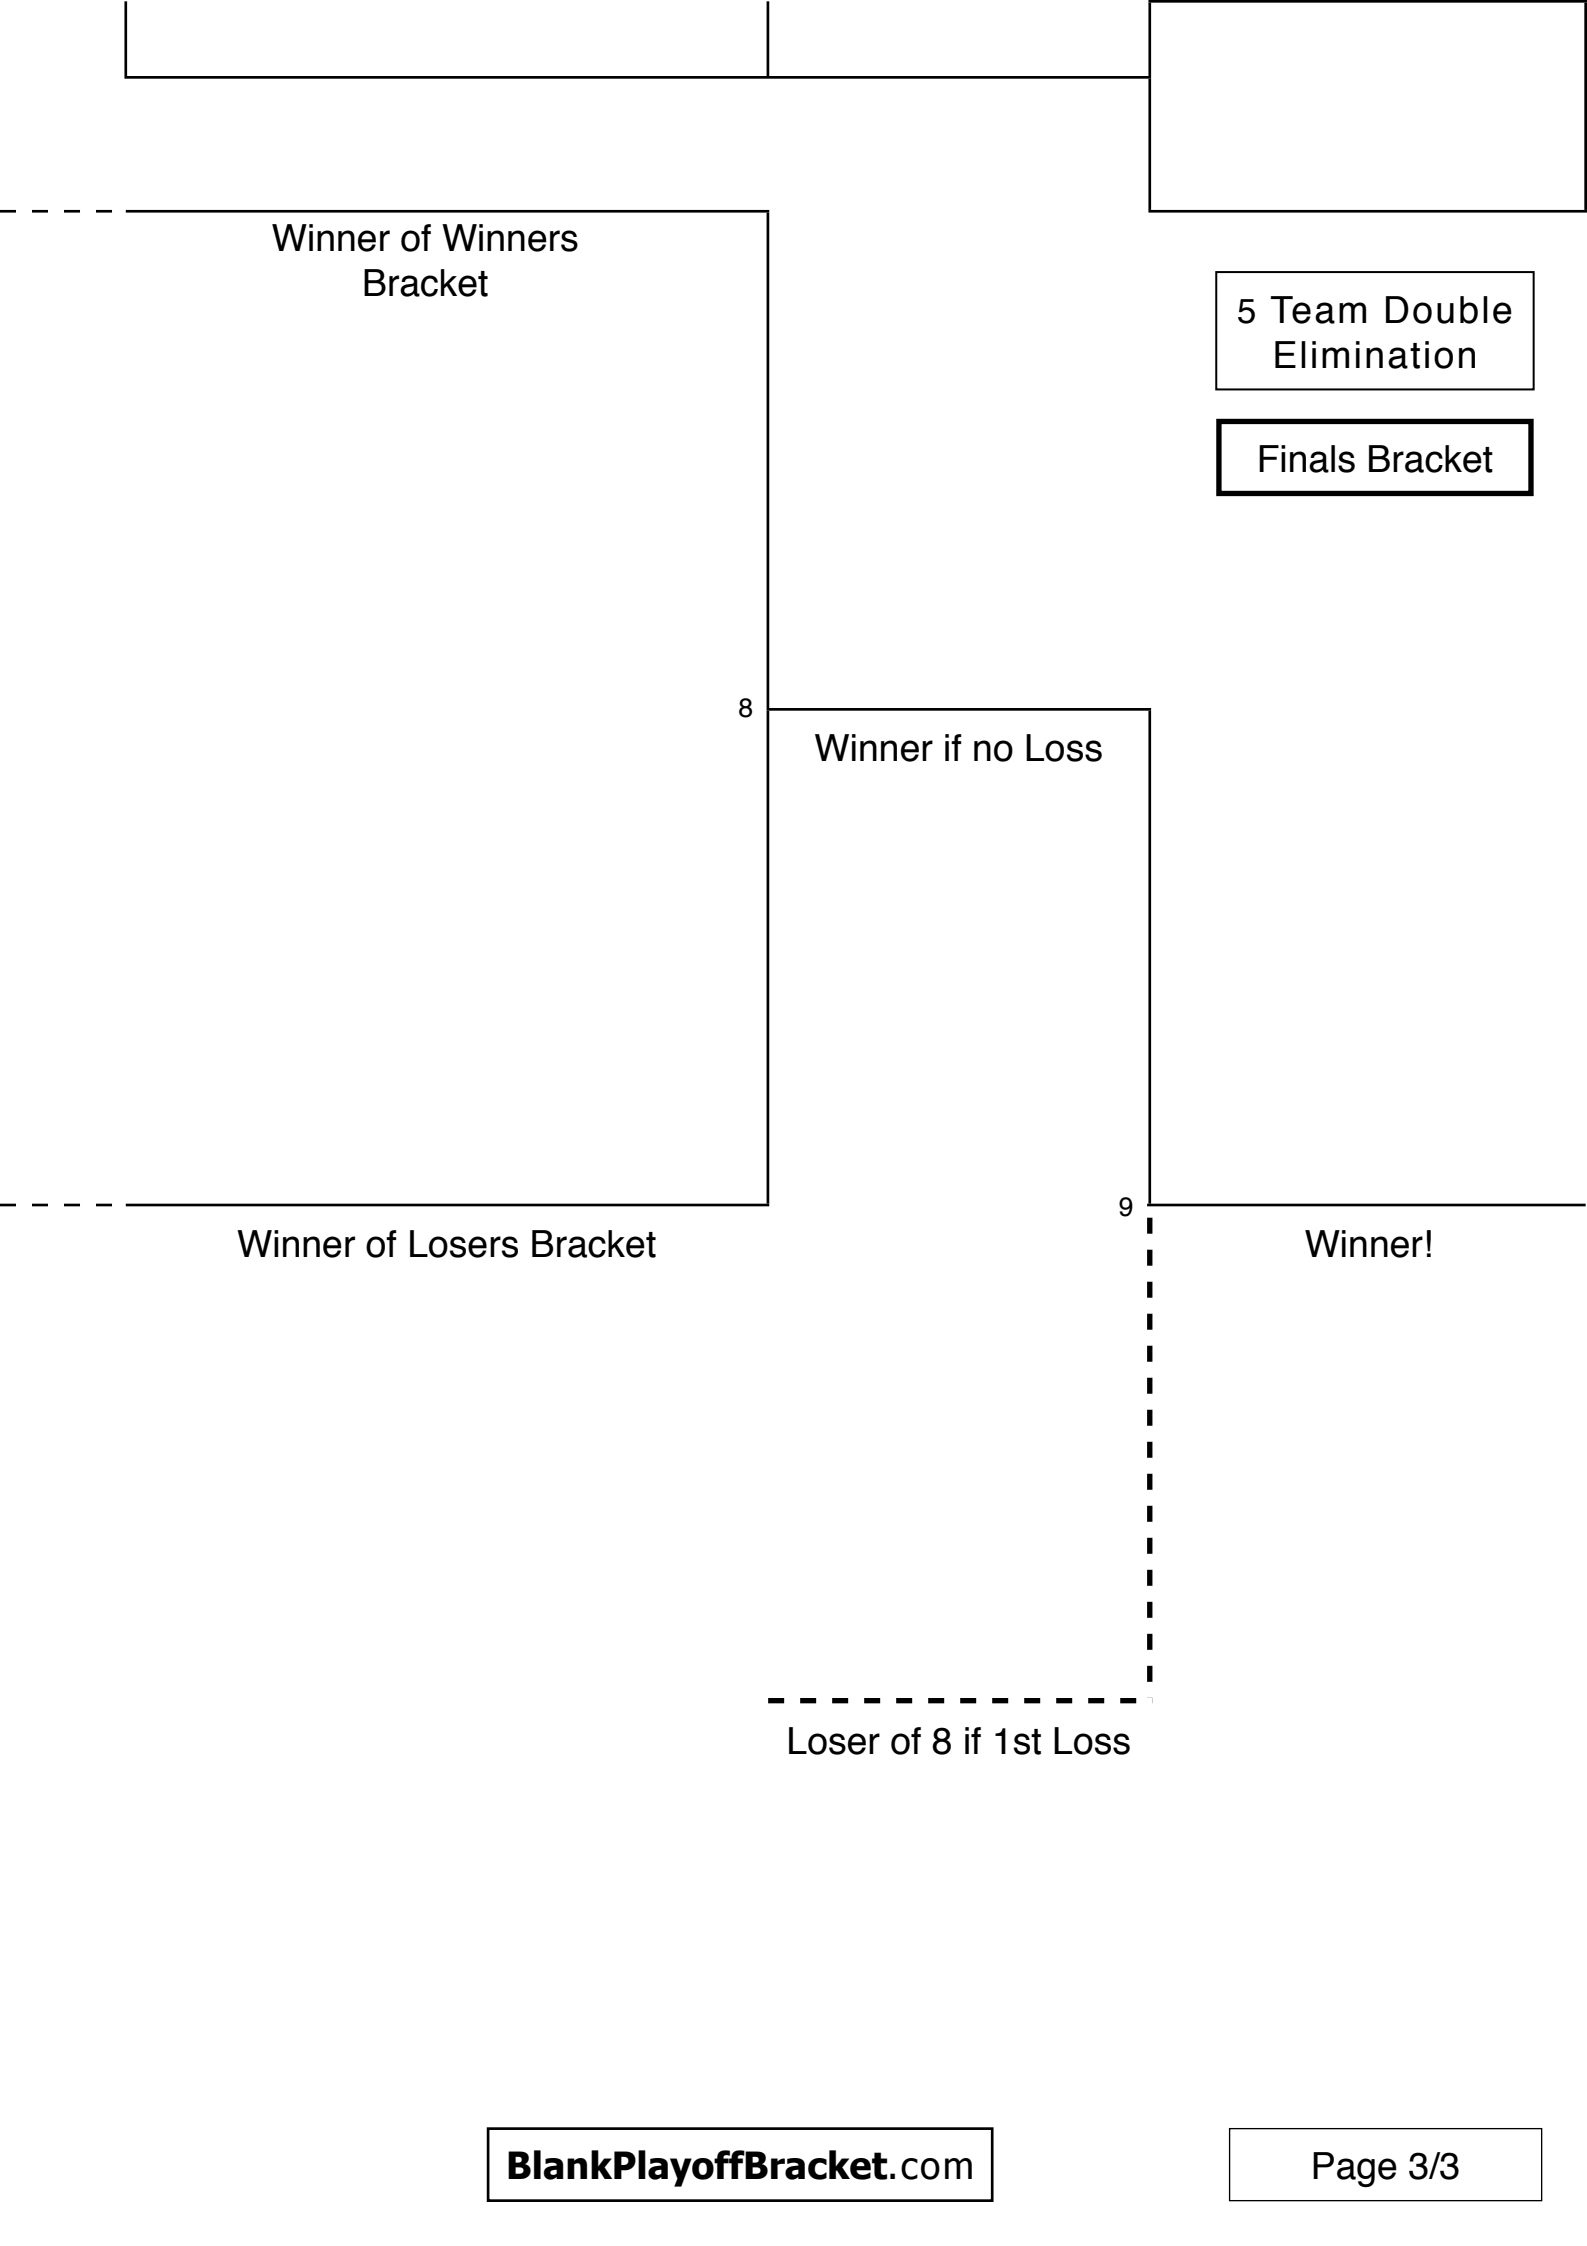 Winner of Winners
Bracket
5 Team Double
Elimination
Finals Bracket
8
Winner if no Loss
9
Winner of Losers Bracket
Winner!
Loser of 8 if 1st Loss
BlankPlayoffBracket.com
Page 3/3